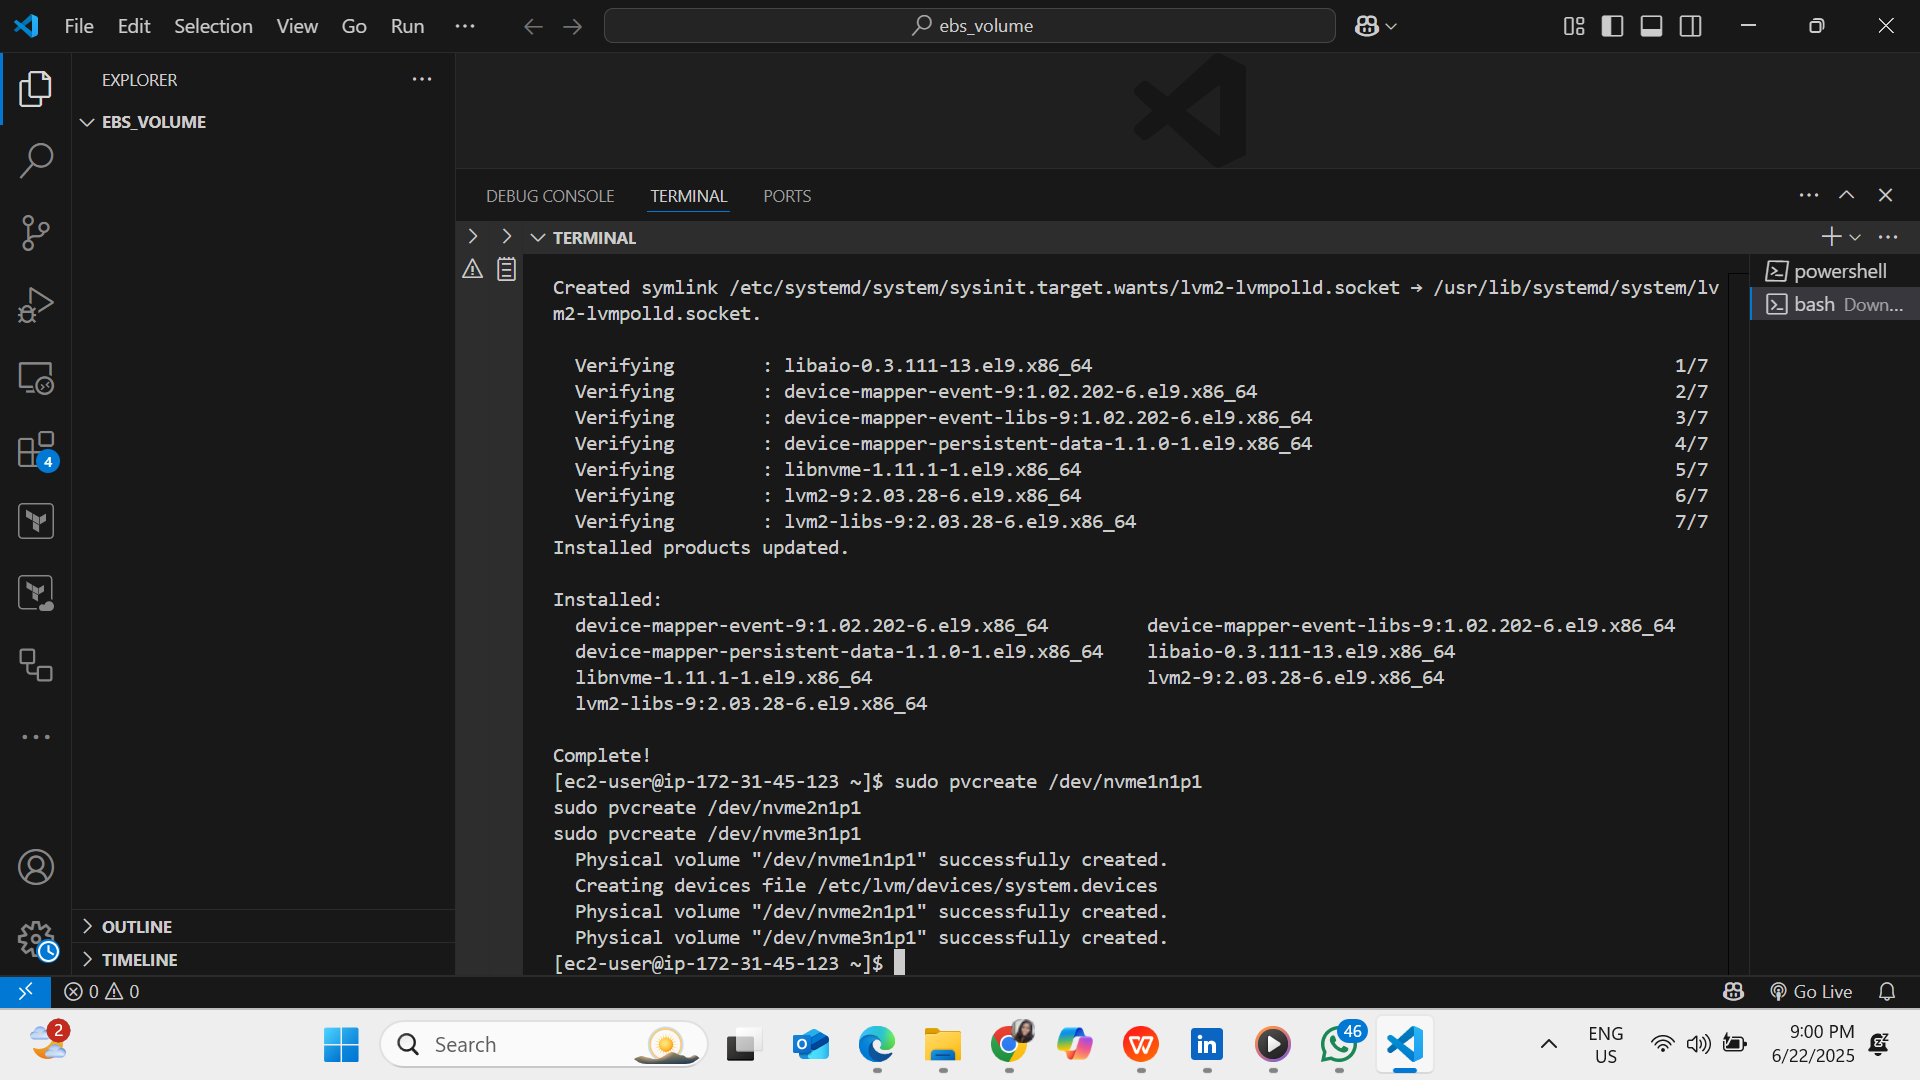 File Edit Selection View Go Run
ebs_volume
EXPLORER
EBS_VOLUME
DEBUG CONSOLE TERMINAL PORTS
TERMINAL
powershell
bash Down...
Created symlink /etc/systemd/system/sysinit.target.wants/lvm2-lvmpolld.socket → /usr/lib/systemd/system/lv
m2-lvmpolld.socket.
Verifying : libaio-0.3.111-13.el9.x86_64 1/7
Verifying : device-mapper-event-9:1.02.202-6.el9.x86_64 2/7
Verifying : device-mapper-event-libs-9:1.02.202-6.el9.x86_64 3/7
Verifying : device-mapper-persistent-data-1.1.0-1.el9.x86_64 4/7
Verifying : libnvme-1.11.1-1.el9.x86_64 5/7
Verifying : lvm2-9:2.03.28-6.el9.x86_64 6/7
Verifying : lvm2-libs-9:2.03.28-6.el9.x86_64 7/7
Installed products updated.
Installed:
device-mapper-event-9:1.02.202-6.el9.x86_64 device-mapper-event-libs-9:1.02.202-6.el9.x86_64
device-mapper-persistent-data-1.1.0-1.el9.x86_64 libaio-0.3.111-13.el9.x86_64
libnvme-1.11.1-1.el9.x86_64 lvm2-9:2.03.28-6.el9.x86_64
lvm2-libs-9:2.03.28-6.el9.x86_64
Complete!
[ec2-user@ip-172-31-45-123 ~]$ sudo pvcreate /dev/nvme1n1p1
sudo pvcreate /dev/nvme2n1p1
sudo pvcreate /dev/nvme3n1p1
Physical volume "/dev/nvme1n1p1" successfully created.
Creating devices file /etc/lvm/devices/system.devices
Physical volume "/dev/nvme2n1p1" successfully created.
Physical volume "/dev/nvme3n1p1" successfully created.
[ec2-user@ip-172-31-45-123 ~]$
4
OUTLINE
TIMELINE
0 0
Go Live
2
Search
46
ENG
US
9:00 PM
6/22/2025